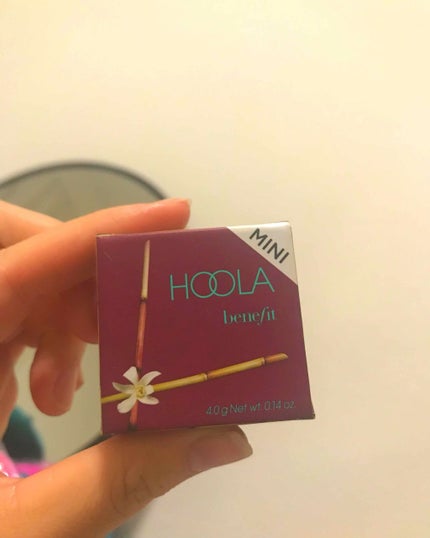 MINI
HOOLA
benefit
4.0 g Net wt. 0.14 oz.